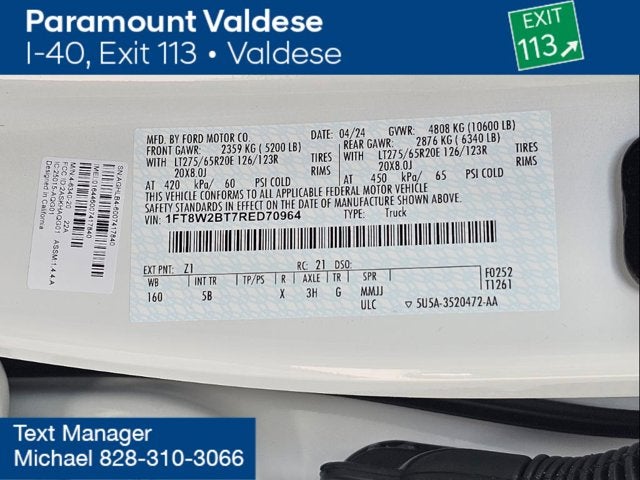 Paramount Valdese
I-40, Exit 113 • Valdese
EXIT
113
MFD. BY FORD MOTOR CO.
DATE: 04/24 GVWR: 4808 KG (10600 LB)
FRONT GAWR: 2359 KG ( 5200 LB)
REAR GAWR: 2876 KG ( 6340 LB)
WITH LT275/65R20E 126/123R TIRES
WITH LT275/65R20E 126/123R TIRES
20X8.0J RIMS
20X8.0J RIMS
AT 420 kPa/ 60 PSI COLD
AT 450 kPa/ 65 PSI COLD
THIS VEHICLE CONFORMS TO ALL APPLICABLE FEDERAL MOTOR VEHICLE
SAFETY STANDARDS IN EFFECT ON THE DATE OF MANUFACTURE SHOWN ABOVE.
VIN: 1FT8W2BT7RED70964 TYPE: Truck
EXT PNT: Z1 RC: 21 DSO: F0252
WB INT TR TP/PS R AXLE TR SPR T1261
160 5B X 3H G MMJJ
ULC 5U5A-3520472-AA
Designed in California
Text Manager
Michael 828-310-3066